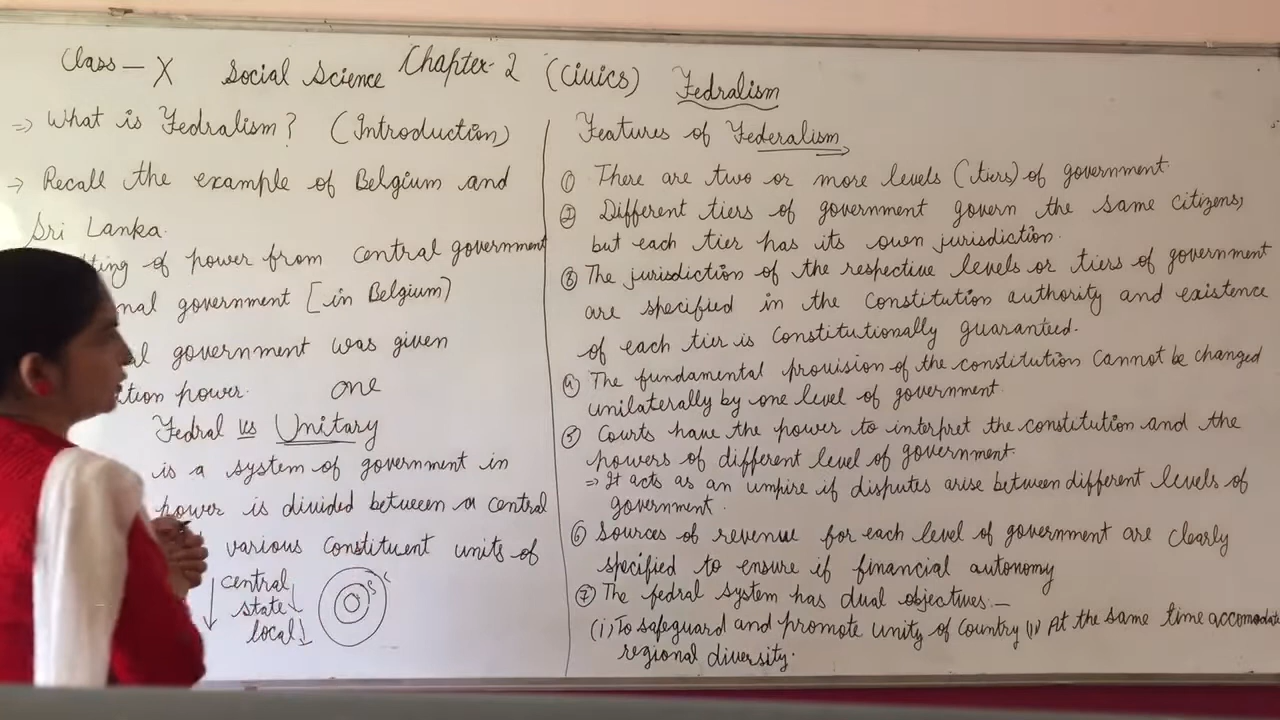 Class – X Social Science Chapter-2 (Civics) Fedralism
=> What is Fedralism? (Introduction)
→ Recall the example of Belgium and
Sri Lanka.
of power from central government
government [in Belgium)
government was given
power. one
Fedral vs Unitary
is a system of government in
power is divided between a central
various constituent units of
central
state
local
Features of Federalism
① There are two or more levels (tiers) of government.
② Different tiers of government govern the same citizens,
but each tier has its own jurisdiction.
③ The jurisdiction of the respective levels or tiers of government
are specified in the constitution authority and existence
of each tier is Constitutionally guaranteed.
④ The fundamental provision of the constitution cannot be changed
unilaterally by one level of government.
⑤ Courts have the power to interpret the constitution and the
powers of different level of government.
=> It acts as an umpire if disputes arise between different levels of
government.
⑥ Sources of revenue for each level of government are clearly
specified to ensure if financial autonomy
⑦ The fedral system has dual objectives –
(i) To safeguard and promote unity of Country (ii) At the same time accomodate
regional diversity.